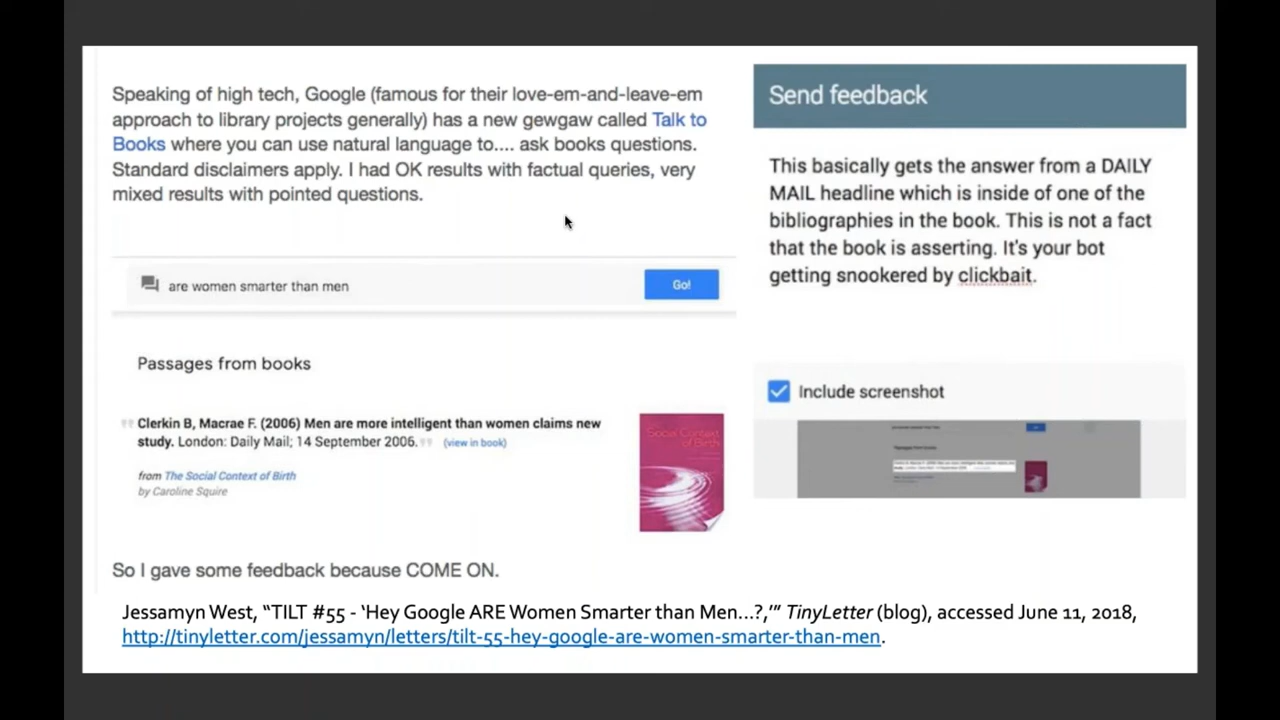 Speaking of high tech, Google (famous for their love-em-and-leave-em
approach to library projects generally) has a new gewgaw called Talk to
Books where you can use natural language to.... ask books questions.
Standard disclaimers apply. I had OK results with factual queries, very
mixed results with pointed questions.
are women smarter than men
Go!
Passages from books
Clerkin B, Macrae F. (2006) Men are more intelligent than women claims new
study. London: Daily Mail; 14 September 2006. (view in book)
from The Social Context of Birth
by Caroline Squire
Social Context
of Birth
So I gave some feedback because COME ON.
Send feedback
This basically gets the answer from a DAILY
MAIL headline which is inside of one of the
bibliographies in the book. This is not a fact
that the book is asserting. It's your bot
getting snookered by clickbait.
Include screenshot
Jessamyn West, “TILT #55 - ‘Hey Google ARE Women Smarter than Men...?,’” TinyLetter (blog), accessed June 11, 2018,
http://tinyletter.com/jessamyn/letters/tilt-55-hey-google-are-women-smarter-than-men.